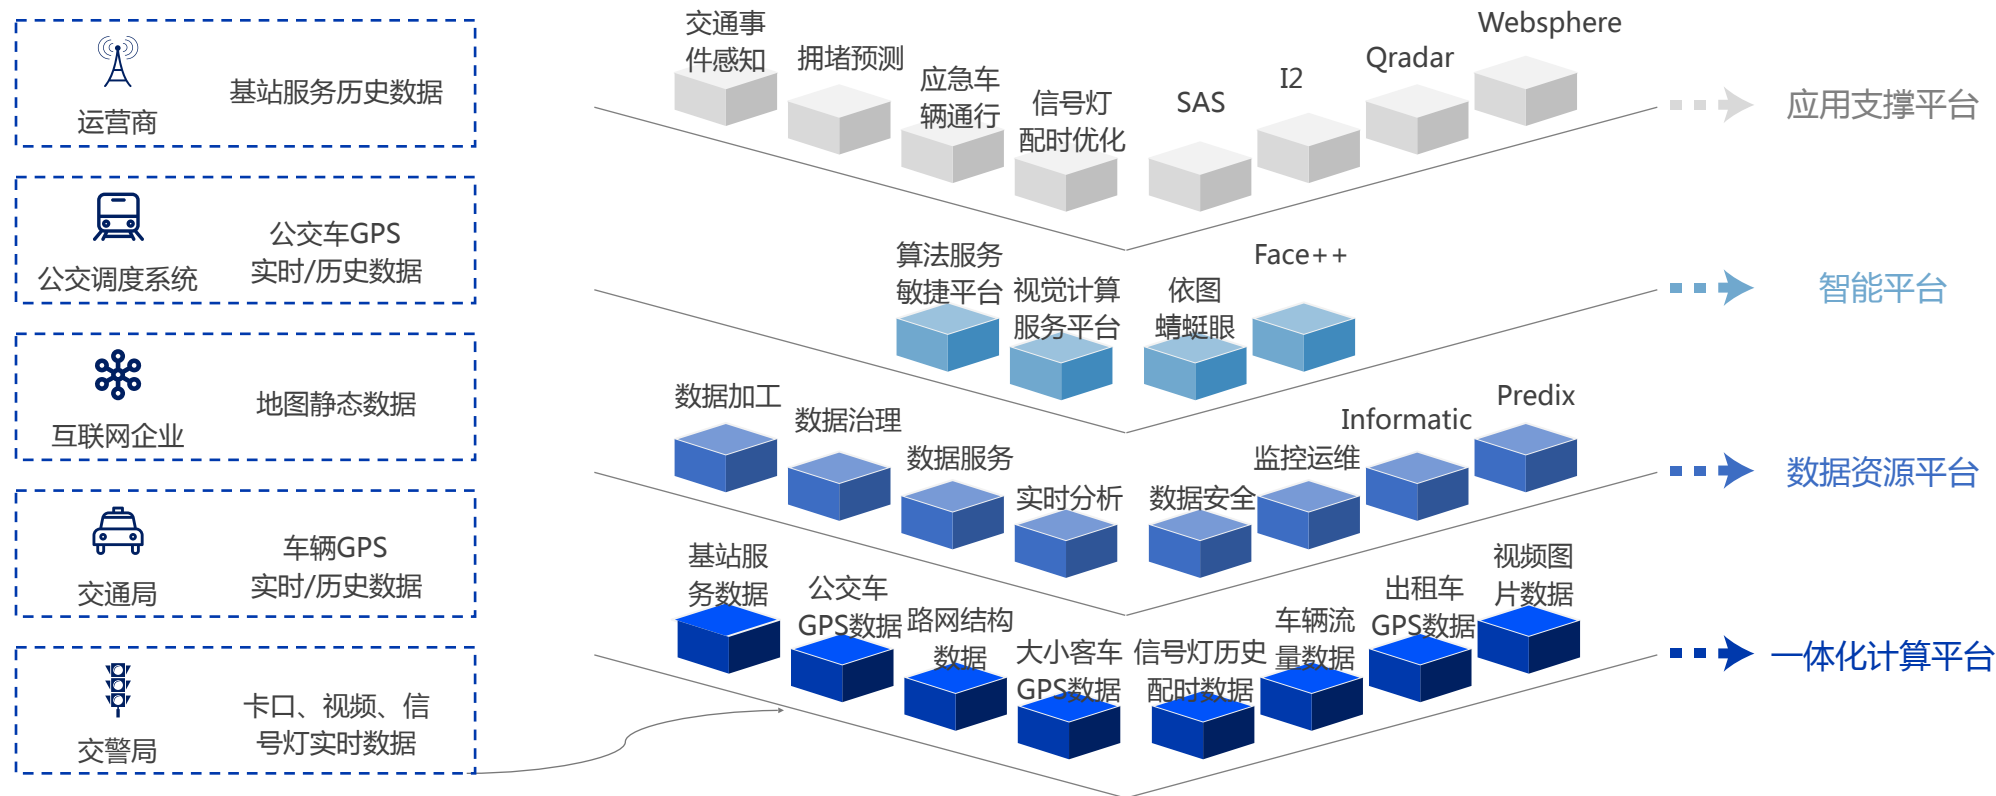 运营商
基站服务历史数据
公交调度系统
公交车GPS
实时/历史数据
互联网企业
地图静态数据
交通局
车辆GPS
实时/历史数据
交警局
卡口、视频、信
号灯实时数据
交通事
件感知
拥堵预测
应急车
辆通行
信号灯
配时优化
SAS
I2
Qradar
Websphere
应用支撑平台
算法服务
敏捷平台
视觉计算
服务平台
依图
蜻蜓眼
Face++
智能平台
数据加工
数据治理
数据服务
实时分析
数据安全
监控运维
Informatic
Predix
数据资源平台
基站服
务数据
公交车
GPS数据
路网结构
数据
大小客车
GPS数据
信号灯历史
配时数据
车辆流
量数据
出租车
GPS数据
视频图
片数据
一体化计算平台